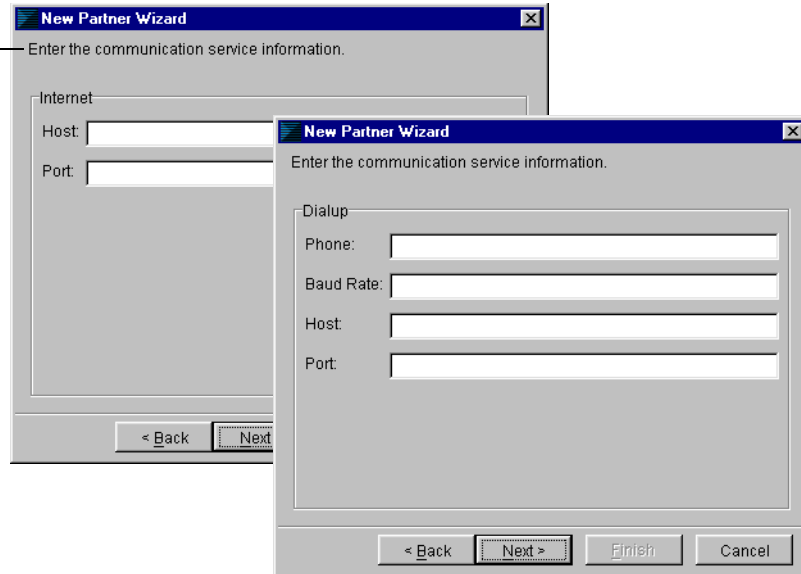 New Partner Wizard
Enter the communication service information.
Internet
Host:
Port:
< Back
Next
New Partner Wizard
Enter the communication service information.
Dialup
Phone:
Baud Rate:
Host:
Port:
< Back
Next >
Finish
Cancel